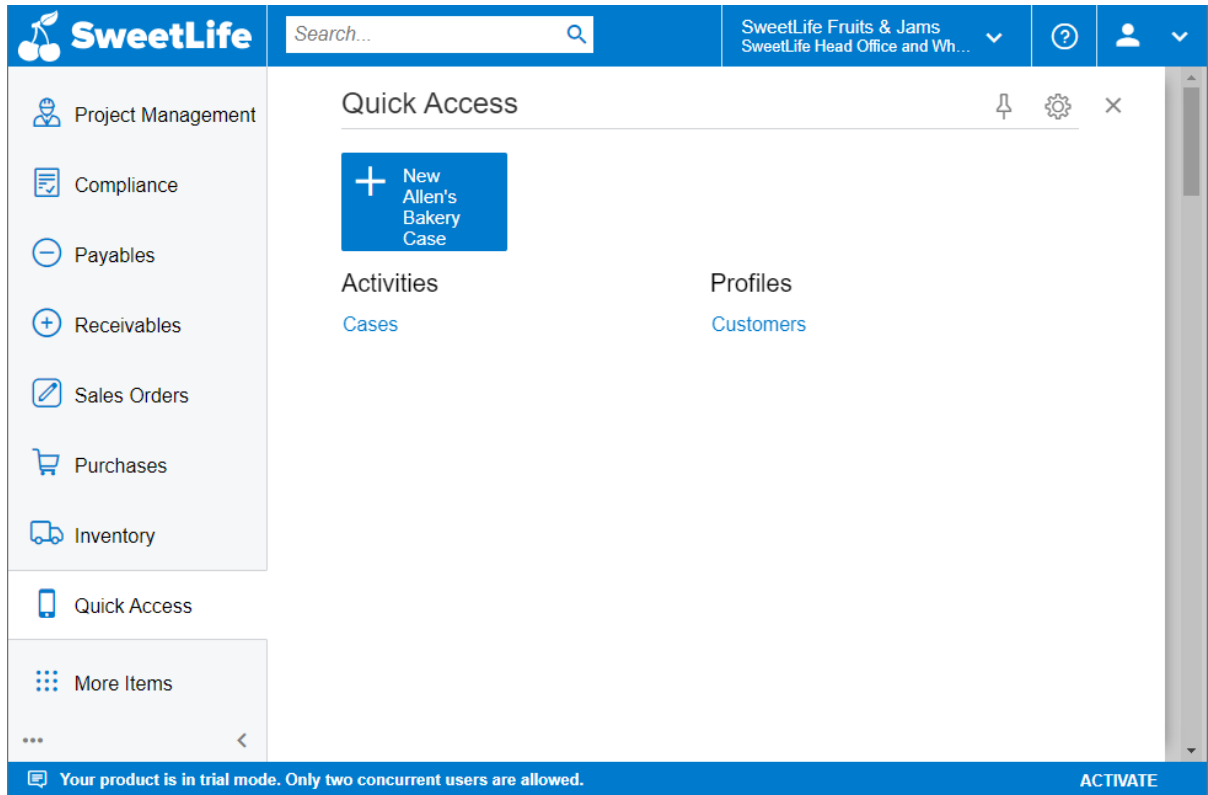 SweetLife
Search...
SweetLife Fruits & Jams
SweetLife Head Office and Wh...
Project Management
Compliance
Payables
Receivables
Sales Orders
Purchases
Inventory
Quick Access
More Items
Quick Access
New
Allen's
Bakery
Case
Activities
Profiles
Cases
Customers
Your product is in trial mode. Only two concurrent users are allowed.
ACTIVATE